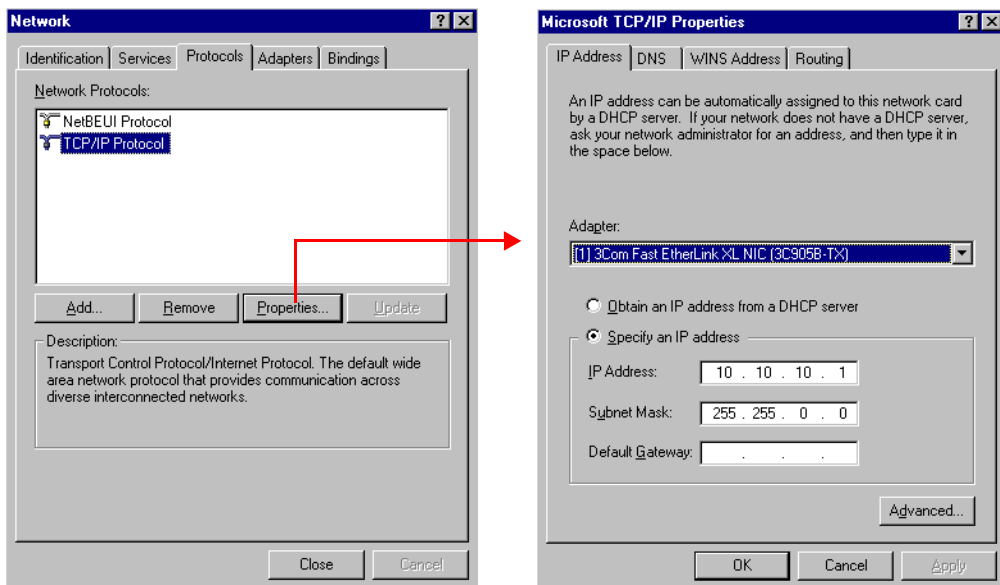 Network
Identification
Services
Protocols
Adapters
Bindings
Network Protocols:
NetBEUI Protocol
TCP/IP Protocol
Add...
Remove
Properties...
Update
Description:
Transport Control Protocol/Internet Protocol. The default wide
area network protocol that provides communication across
diverse interconnected networks.
Close
Cancel
Microsoft TCP/IP Properties
IP Address
DNS
WINS Address
Routing
An IP address can be automatically assigned to this network card
by a DHCP server. If your network does not have a DHCP server,
ask your network administrator for an address, and then type it in
the space below.
Adapter:
[1] 3Com Fast EtherLink XL NIC (3C905B-TX)
Obtain an IP address from a DHCP server
Specify an IP address
IP Address: 10 . 10 . 10 . 1
Subnet Mask: 255 . 255 . 0 . 0
Default Gateway: . . .
Advanced...
OK
Cancel
Apply